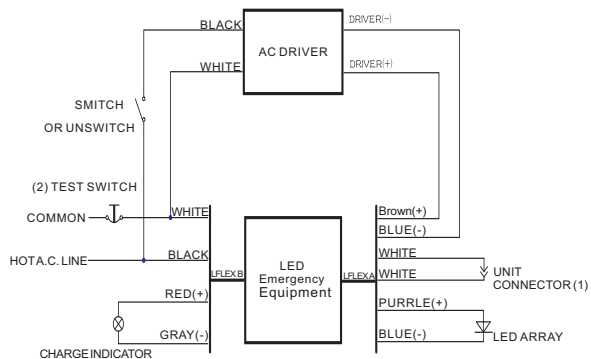 BLACK
DRIVER(-)
AC DRIVER
WHITE
DRIVER(+)
SMITCH
OR UNSWITCH
(2) TEST SWITCH
COMMON
WHITE
Brown(+)
BLUE(-)
HOT A.C. LINE
BLACK
WHITE
LFLEX B
LED
Emergency
Equipment
LFLEX A
WHITE
UNIT
CONNECTOR (1)
RED(+)
PURRLE(+)
GRAY(-)
BLUE(-)
LED ARRAY
CHARGE INDICATOR